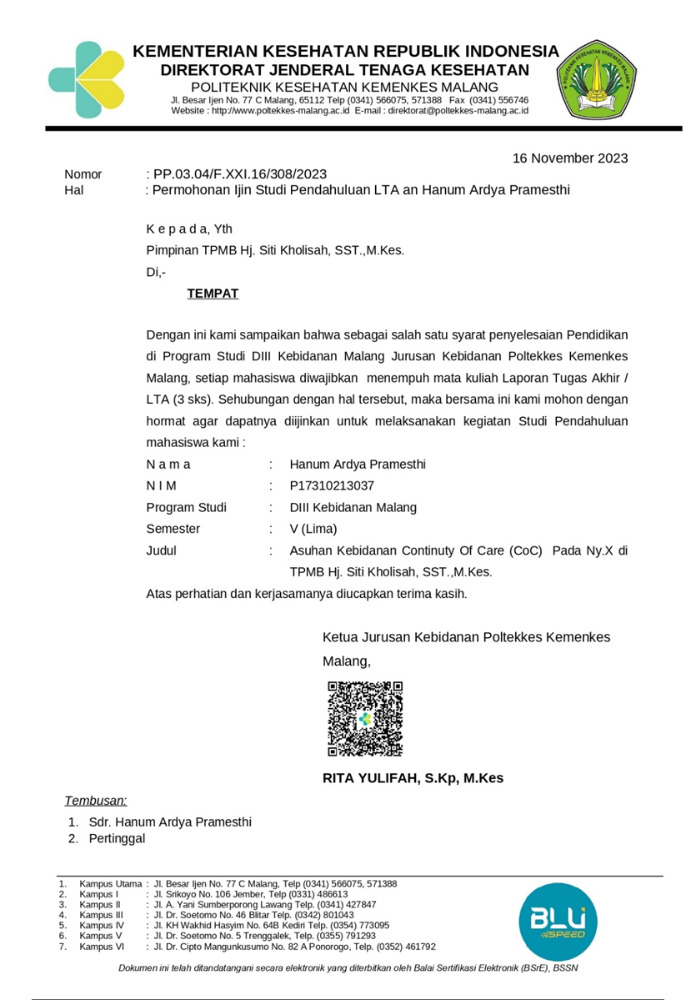 KEMENTERIAN KESEHATAN REPUBLIK INDONESIA
DIREKTORAT JENDERAL TENAGA KESEHATAN
POLITEKNIK KESEHATAN KEMENKES MALANG
Jl. Besar Ijen No. 77 C Malang, 65112 Telp (0341) 566075, 571388 Fax (0341) 556746
Website : http://www.poltekkes-malang.ac.id E-mail : direktorat@poltekkes-malang.ac.id
POLITEKNIK KESEHATAN KEMENKES MALANG
16 November 2023
Nomor : PP.03.04/F.XXI.16/308/2023
Hal : Permohonan Ijin Studi Pendahuluan LTA an Hanum Ardya Pramesthi
K e p a d a, Yth
Pimpinan TPMB Hj. Siti Kholisah, SST.,M.Kes.
Di,-
TEMPAT
Dengan ini kami sampaikan bahwa sebagai salah satu syarat penyelesaian Pendidikan
di Program Studi DIII Kebidanan Malang Jurusan Kebidanan Poltekkes Kemenkes
Malang, setiap mahasiswa diwajibkan menempuh mata kuliah Laporan Tugas Akhir /
LTA (3 sks). Sehubungan dengan hal tersebut, maka bersama ini kami mohon dengan
hormat agar dapatnya diijinkan untuk melaksanakan kegiatan Studi Pendahuluan
mahasiswa kami :
N a m a : Hanum Ardya Pramesthi
N I M : P17310213037
Program Studi : DIII Kebidanan Malang
Semester : V (Lima)
Judul : Asuhan Kebidanan Continuty Of Care (CoC) Pada Ny.X di
TPMB Hj. Siti Kholisah, SST.,M.Kes.
Atas perhatian dan kerjasamanya diucapkan terima kasih.
Ketua Jurusan Kebidanan Poltekkes Kemenkes
Malang,
RITA YULIFAH, S.Kp, M.Kes
Tembusan:
1. Sdr. Hanum Ardya Pramesthi
2. Pertinggal
1. Kampus Utama : Jl. Besar Ijen No. 77 C Malang, Telp (0341) 566075, 571388
2. Kampus I : Jl. Srikoyo No. 106 Jember, Telp (0331) 486613
3. Kampus II : Jl. A. Yani Sumberporong Lawang Telp. (0341) 427847
4. Kampus III : Jl. Dr. Soetomo No. 46 Blitar Telp. (0342) 801043
5. Kampus IV : Jl. KH Wakhid Hasyim No. 64B Kediri Telp. (0354) 773095
6. Kampus V : Jl. Dr. Soetomo No. 5 Trenggalek, Telp. (0355) 791293
7. Kampus VI : Jl. Dr. Cipto Mangunkusumo No. 82 A Ponorogo, Telp. (0352) 461792
BLU
SPEED
Dokumen ini telah ditandatangani secara elektronik yang diterbitkan oleh Balai Sertifikasi Elektronik (BSrE), BSSN